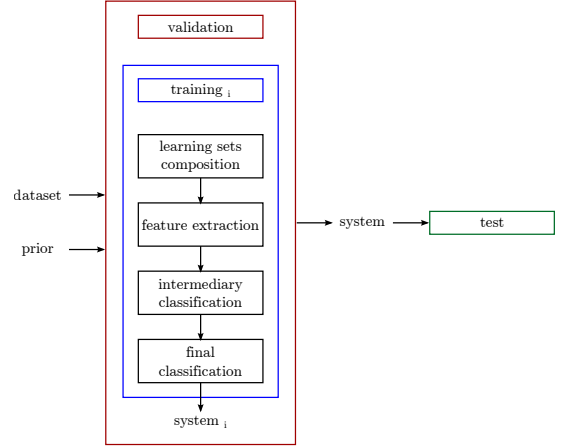 validation
training i
learning sets
composition
dataset
feature extraction
system
test
prior
intermediary
classification
final
classification
system i